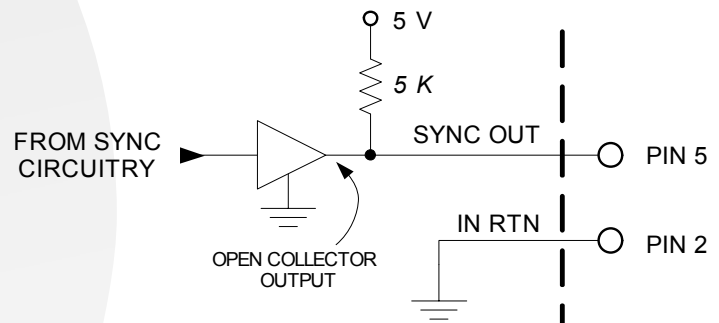 5 V
5 K
FROM SYNC
CIRCUITRY
SYNC OUT
PIN 5
OPEN COLLECTOR
OUTPUT
IN RTN
PIN 2